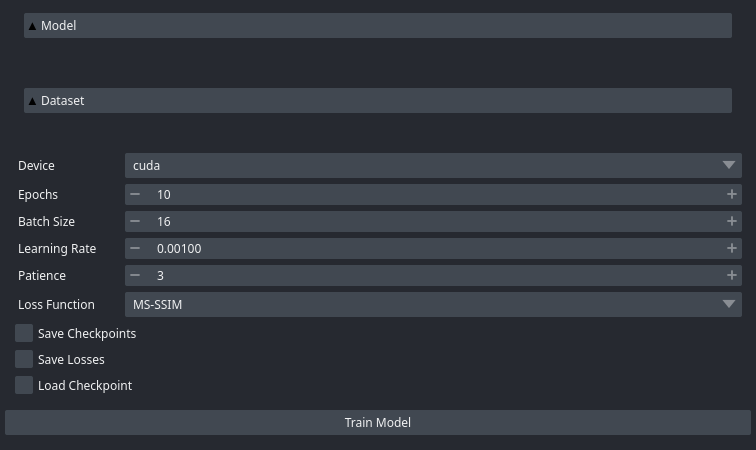 Model
Dataset
Device cuda
Epochs 10
Batch Size 16
Learning Rate 0.00100
Patience 3
Loss Function MS-SSIM
Save Checkpoints
Save Losses
Load Checkpoint
Train Model